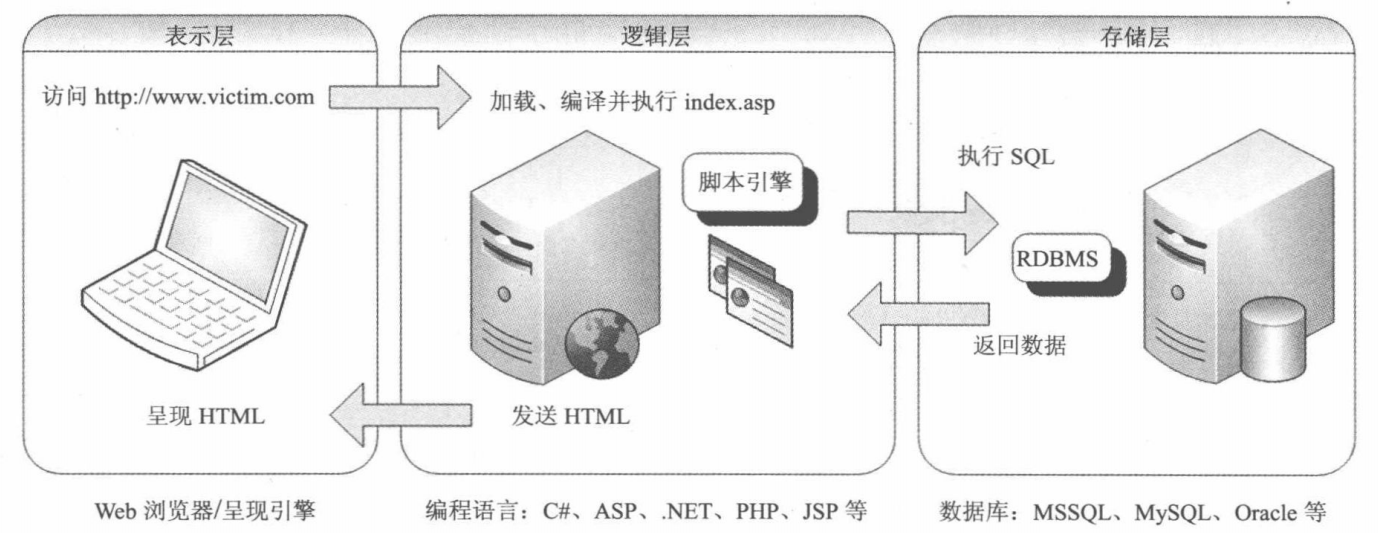 表示层
逻辑层
存储层
访问 http://www.victim.com
加载、编译并执行 index.asp
执行 SQL
脚本引擎
RDBMS
返回数据
呈现 HTML
发送 HTML
Web 浏览器/呈现引擎
编程语言：C#、ASP、.NET、PHP、JSP 等
数据库：MSSQL、MySQL、Oracle 等